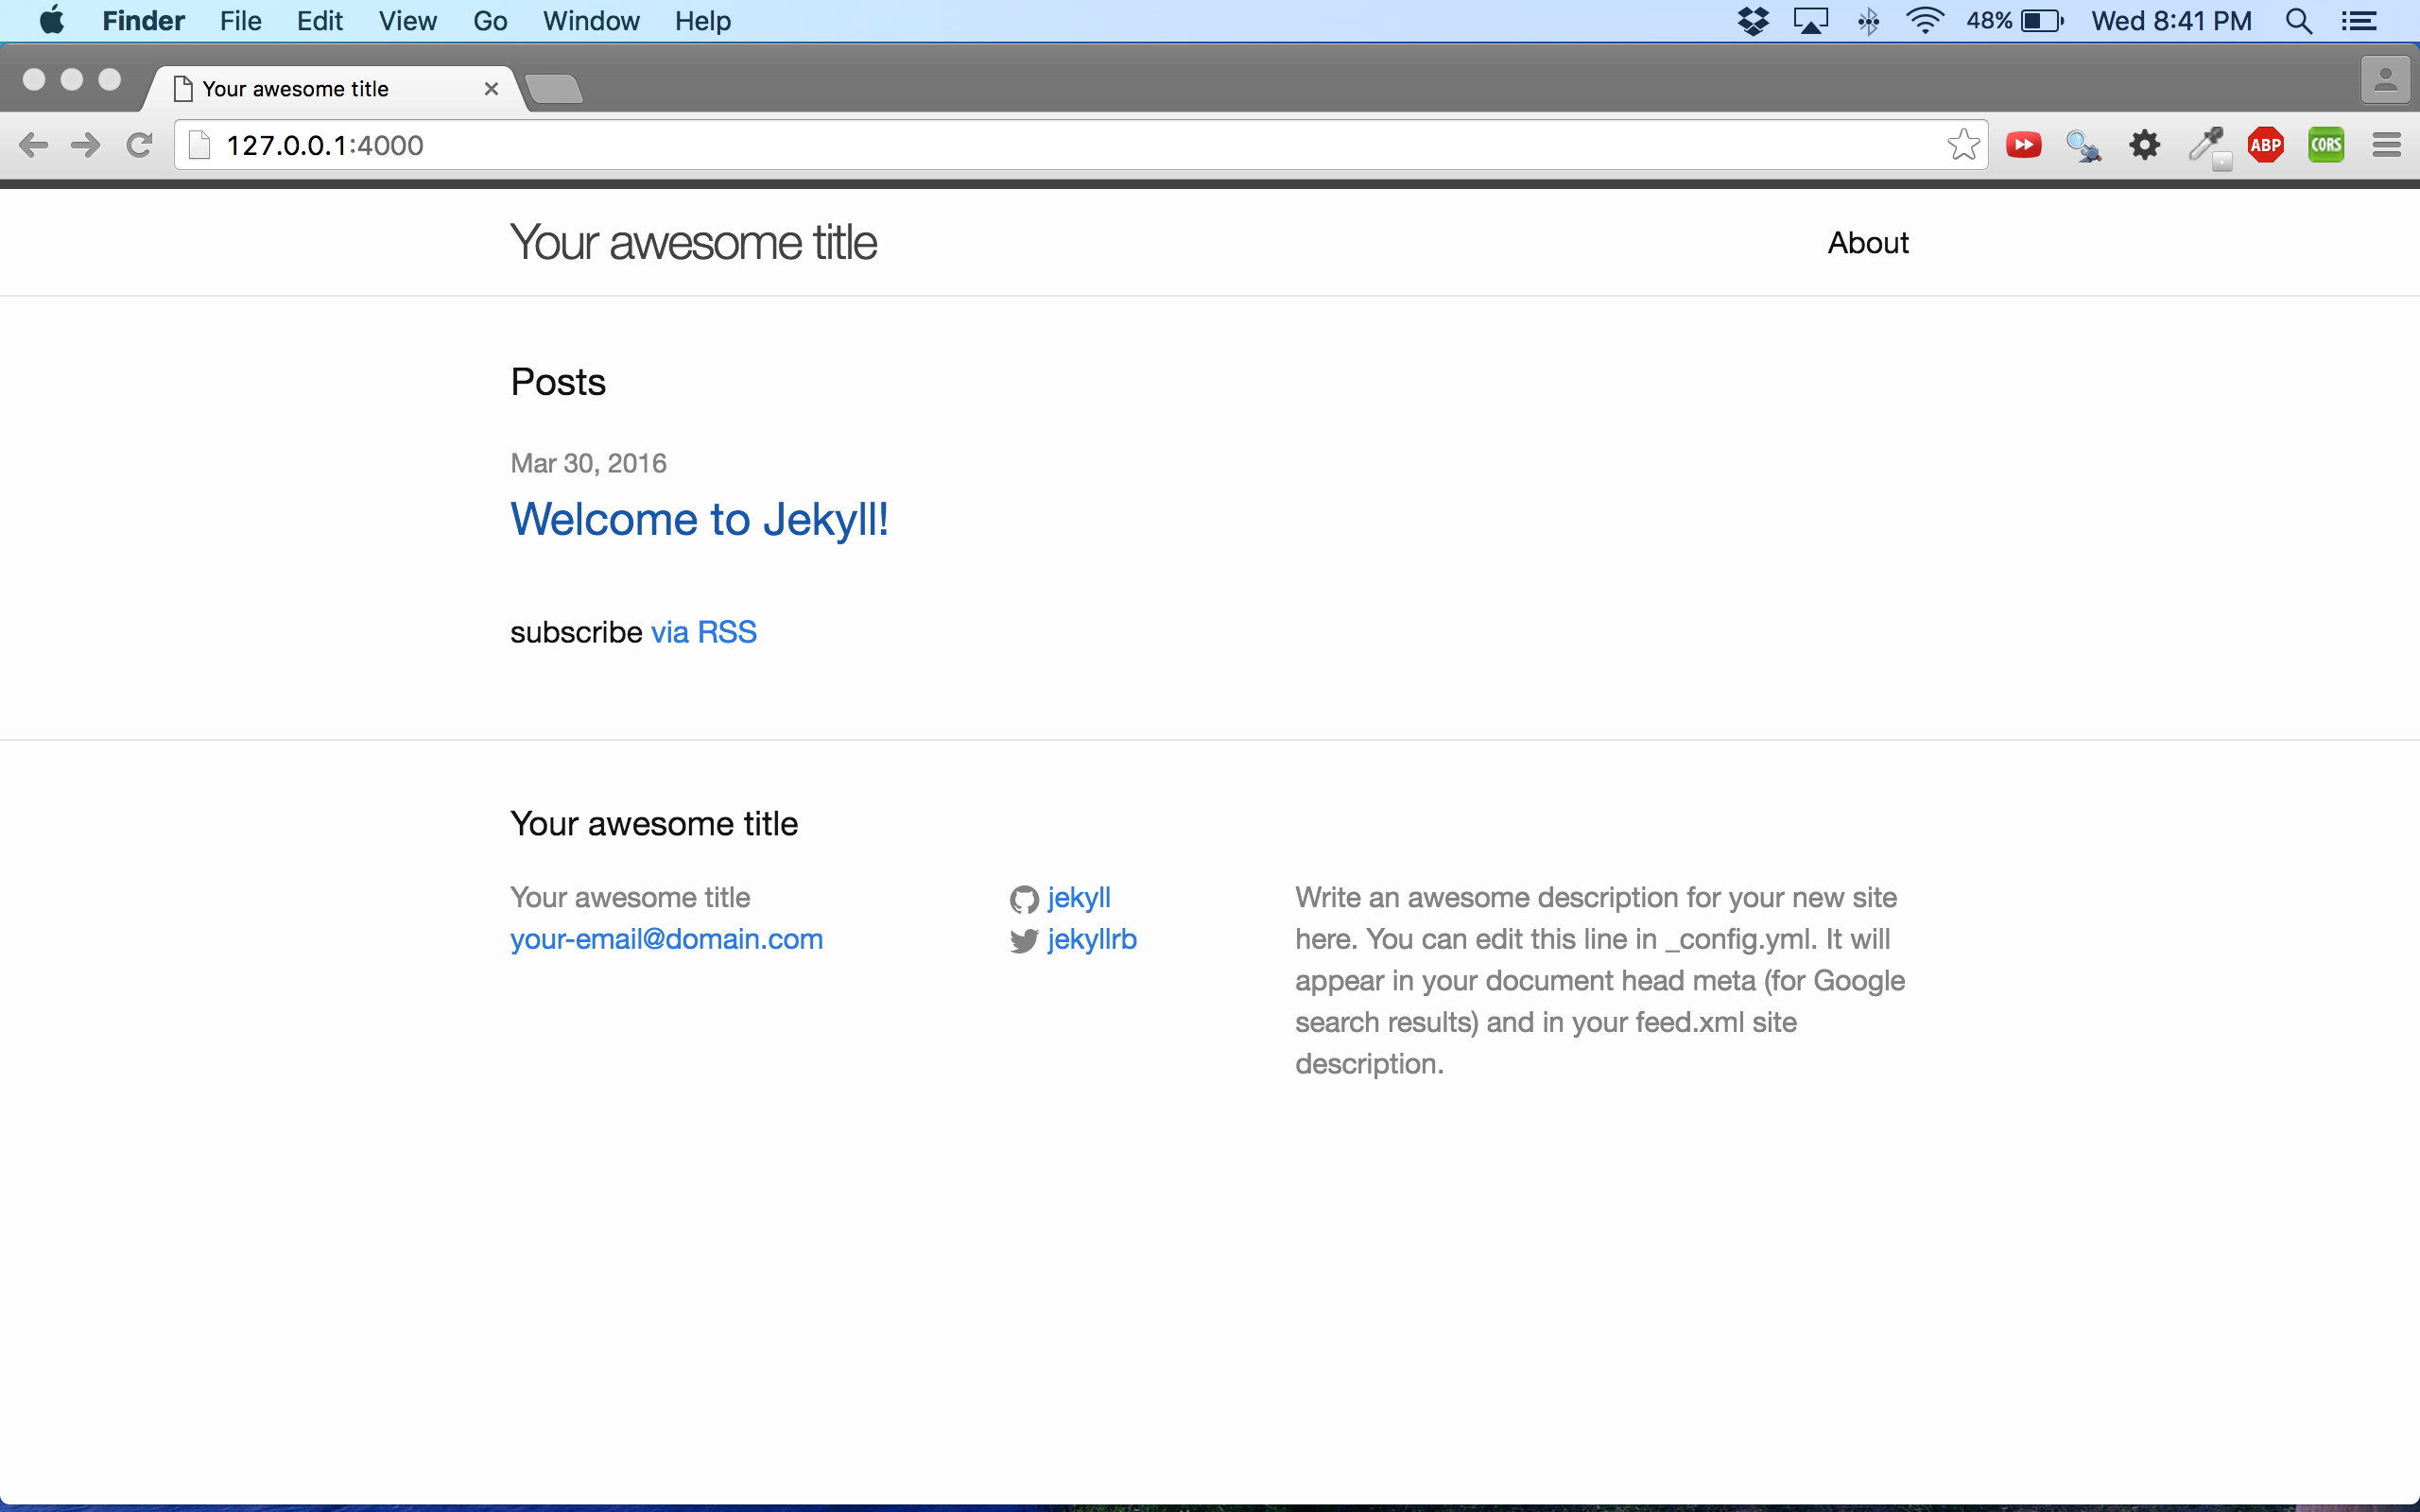 Finder File Edit View Go Window Help 48% Wed 8:41 PM
Your awesome title
127.0.0.1:4000 ABP CORS
Your awesome title About
Posts
Mar 30, 2016
Welcome to Jekyll!
subscribe via RSS
Your awesome title
Your awesome title
your-email@domain.com
jekyll
jekyllrb
Write an awesome description for your new site
here. You can edit this line in _config.yml. It will
appear in your document head meta (for Google
search results) and in your feed.xml site
description.